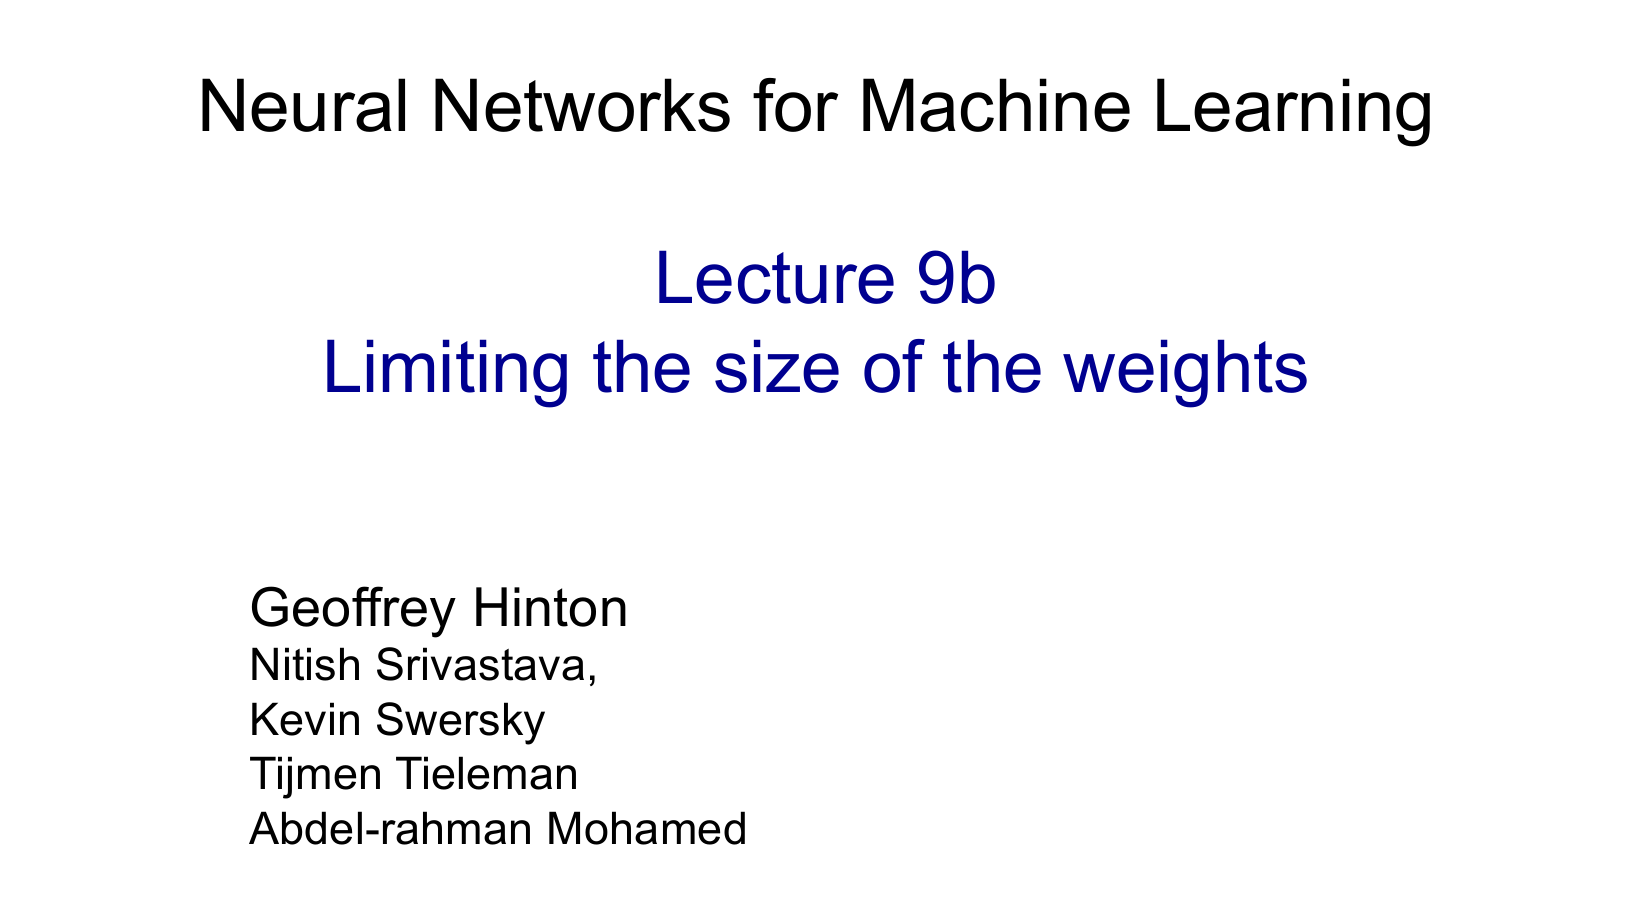 Neural Networks for Machine Learning
Lecture 9b
Limiting the size of the weights
Geoffrey Hinton
Nitish Srivastava,
Kevin Swersky
Tijmen Tieleman
Abdel-rahman Mohamed